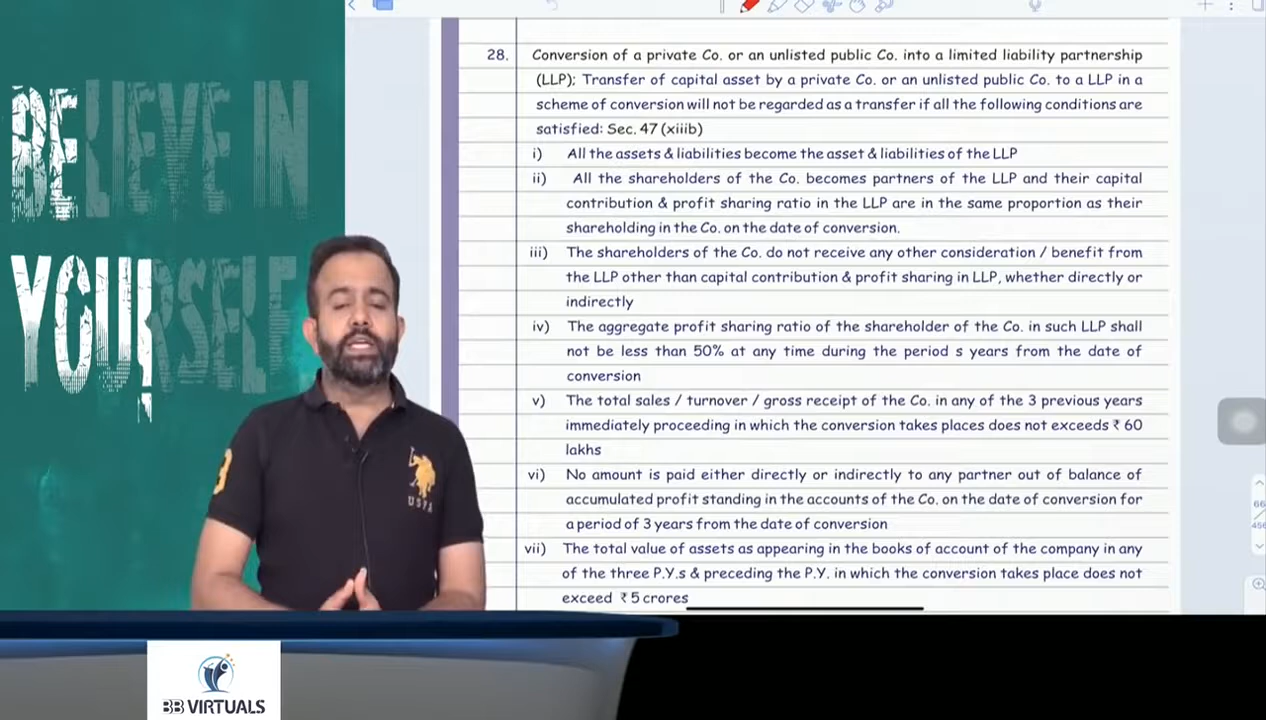 BELIEVE IN
YOURSELF
!
3
USPA
BB VIRTUALS
28. Conversion of a private Co. or an unlisted public Co. into a limited liability partnership
(LLP); Transfer of capital asset by a private Co. or an unlisted public Co. to a LLP in a
scheme of conversion will not be regarded as a transfer if all the following conditions are
satisfied: Sec. 47 (xiiib)
i) All the assets & liabilities become the asset & liabilities of the LLP
ii) All the shareholders of the Co. becomes partners of the LLP and their capital
contribution & profit sharing ratio in the LLP are in the same proportion as their
shareholding in the Co. on the date of conversion.
iii) The shareholders of the Co. do not receive any other consideration / benefit from
the LLP other than capital contribution & profit sharing in LLP, whether directly or
indirectly
iv) The aggregate profit sharing ratio of the shareholder of the Co. in such LLP shall
not be less than 50% at any time during the period s years from the date of
conversion
v) The total sales / turnover / gross receipt of the Co. in any of the 3 previous years
immediately proceeding in which the conversion takes places does not exceeds ₹ 60
lakhs
vi) No amount is paid either directly or indirectly to any partner out of balance of
accumulated profit standing in the accounts of the Co. on the date of conversion for
a period of 3 years from the date of conversion
vii) The total value of assets as appearing in the books of account of the company in any
of the three P.Y.s & preceding the P.Y. in which the conversion takes place does not
exceed ₹ 5 crores
66
456